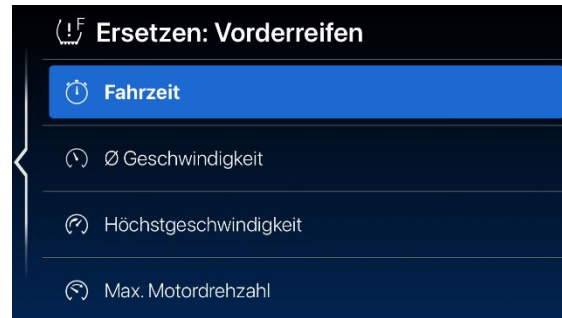 F
Ersetzen: Vorderreifen
Fahrzeit
Ø Geschwindigkeit
Höchstgeschwindigkeit
Max. Motordrehzahl